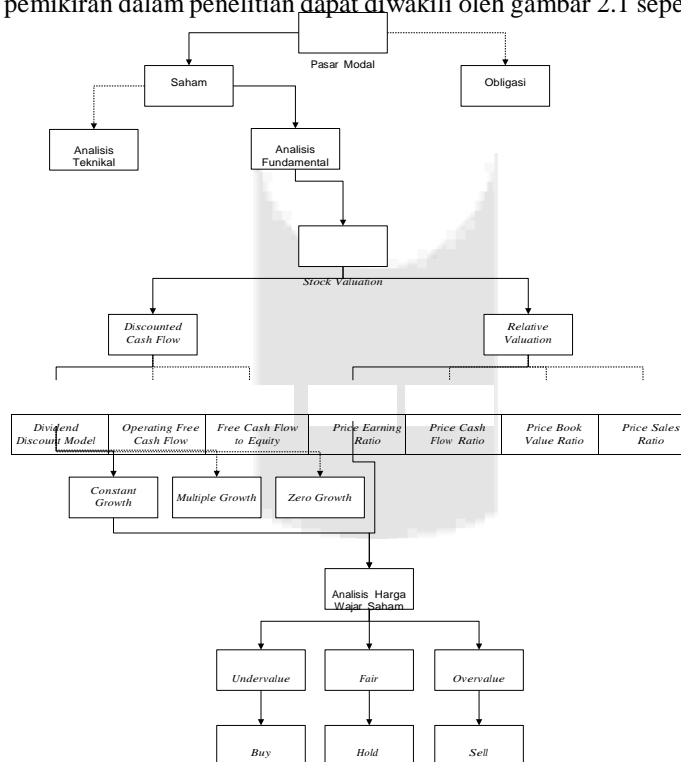 pemikiran dalam penelitian dapat diwakili oleh gambar 2.1 sepe
Pasar Modal
Saham
Obligasi
Analisis
Teknikal
Analisis
Fundamental
Stock Valuation
Discounted
Cash Flow
Relative
Valuation
Dividend
Discount Model
Operating Free
Cash Flow
Free Cash Flow
to Equity
Price Earning
Ratio
Price Cash
Flow Ratio
Price Book
Value Ratio
Price Sales
Ratio
Constant
Growth
Multiple Growth
Zero Growth
Analisis Harga
Wajar Saham
Undervalue
Fair
Overvalue
Buy
Hold
Sell